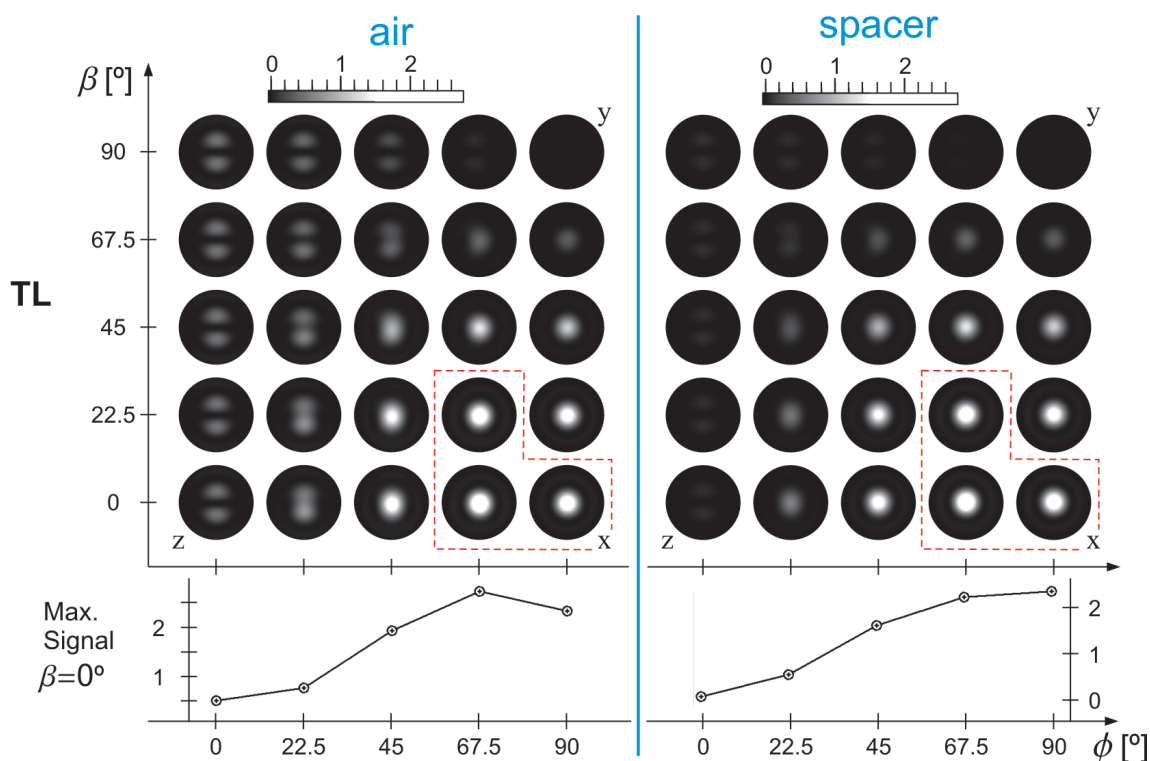 air
spacer
0 1 2
0 1 2
β [º]
y
y
90
67.5
TL
45
22.5
0
z
x
z
x
Max.
Signal
β=0º
2
1
2
1
0
0 22.5 45 67.5 90
0 22.5 45 67.5 90 ϕ [º]